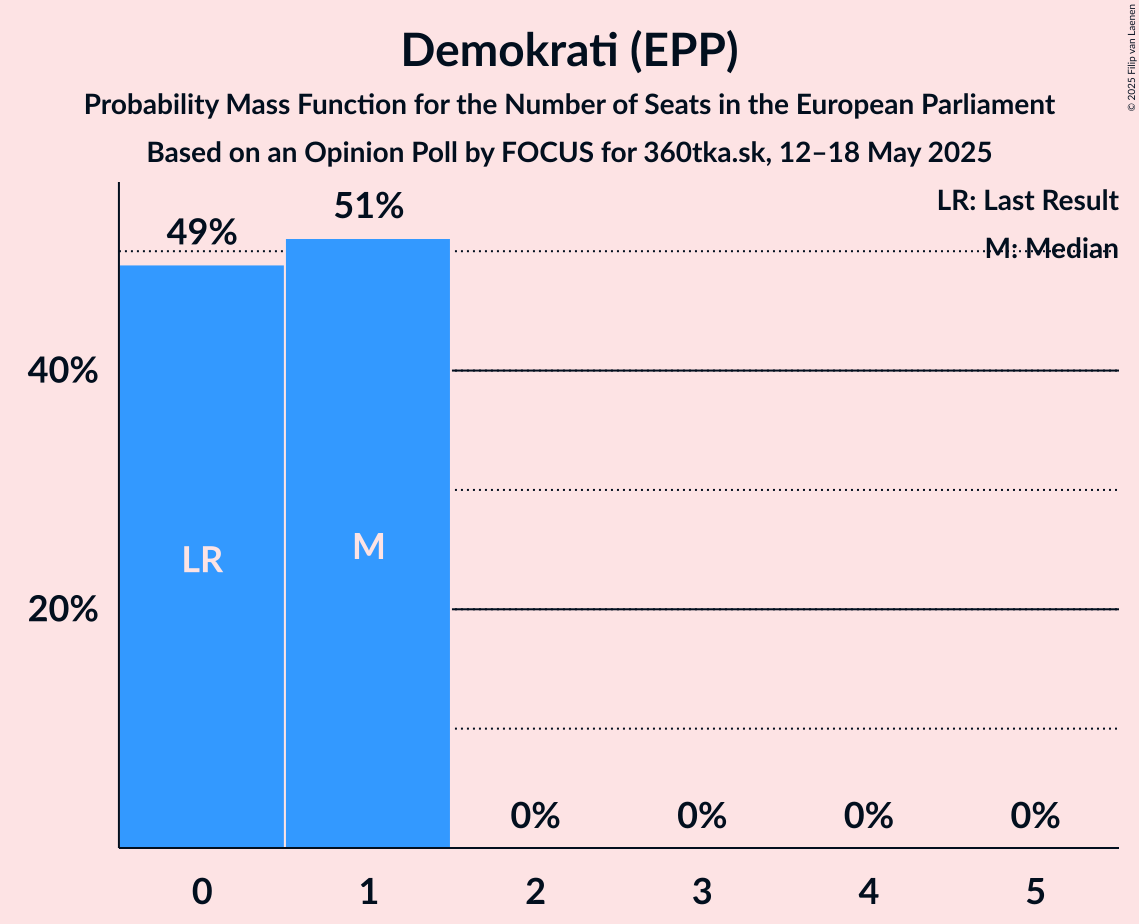 Demokrati (EPP)
Probability Mass Function for the Number of Seats in the European Parliament
Based on an Opinion Poll by FOCUS for 360tka.sk, 12–18 May 2025
© 2025 Filip van Laenen
LR: Last Result
M: Median
49%
51%
40%
20%
LR
M
0%
0%
0%
0%
0
1
2
3
4
5